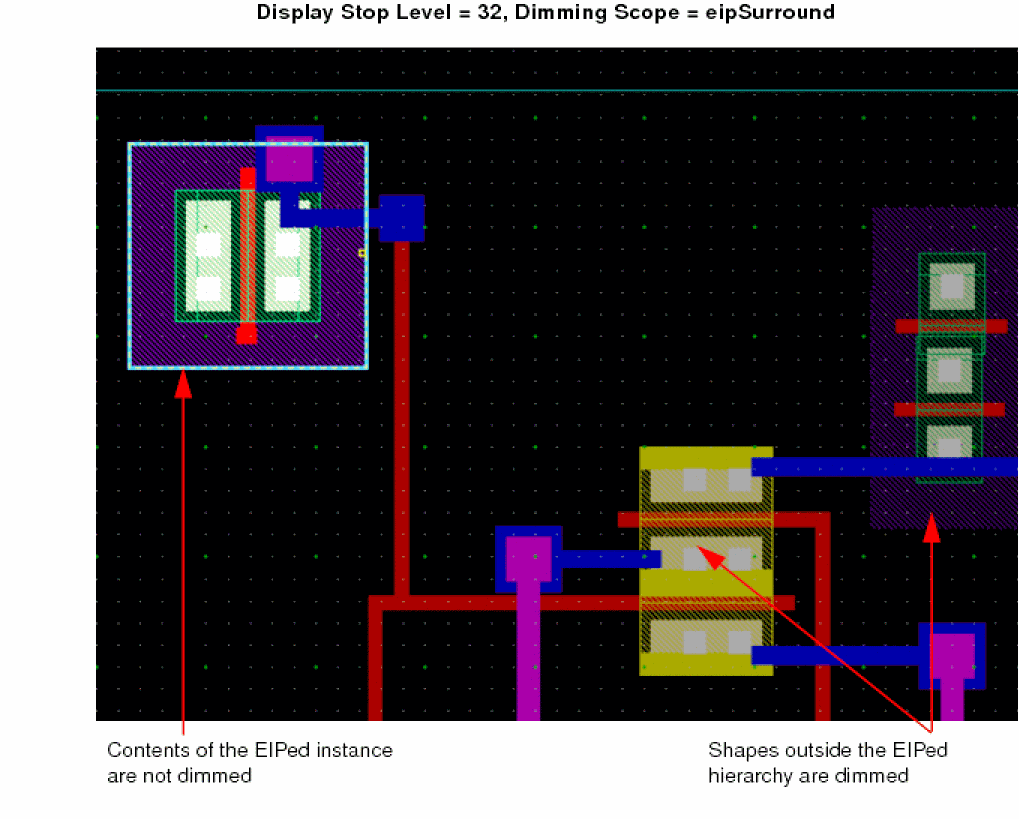 Display Stop Level = 32, Dimming Scope = eipSurround
Contents of the EIPed instance
are not dimmed
Shapes outside the EIPed
hierarchy are dimmed